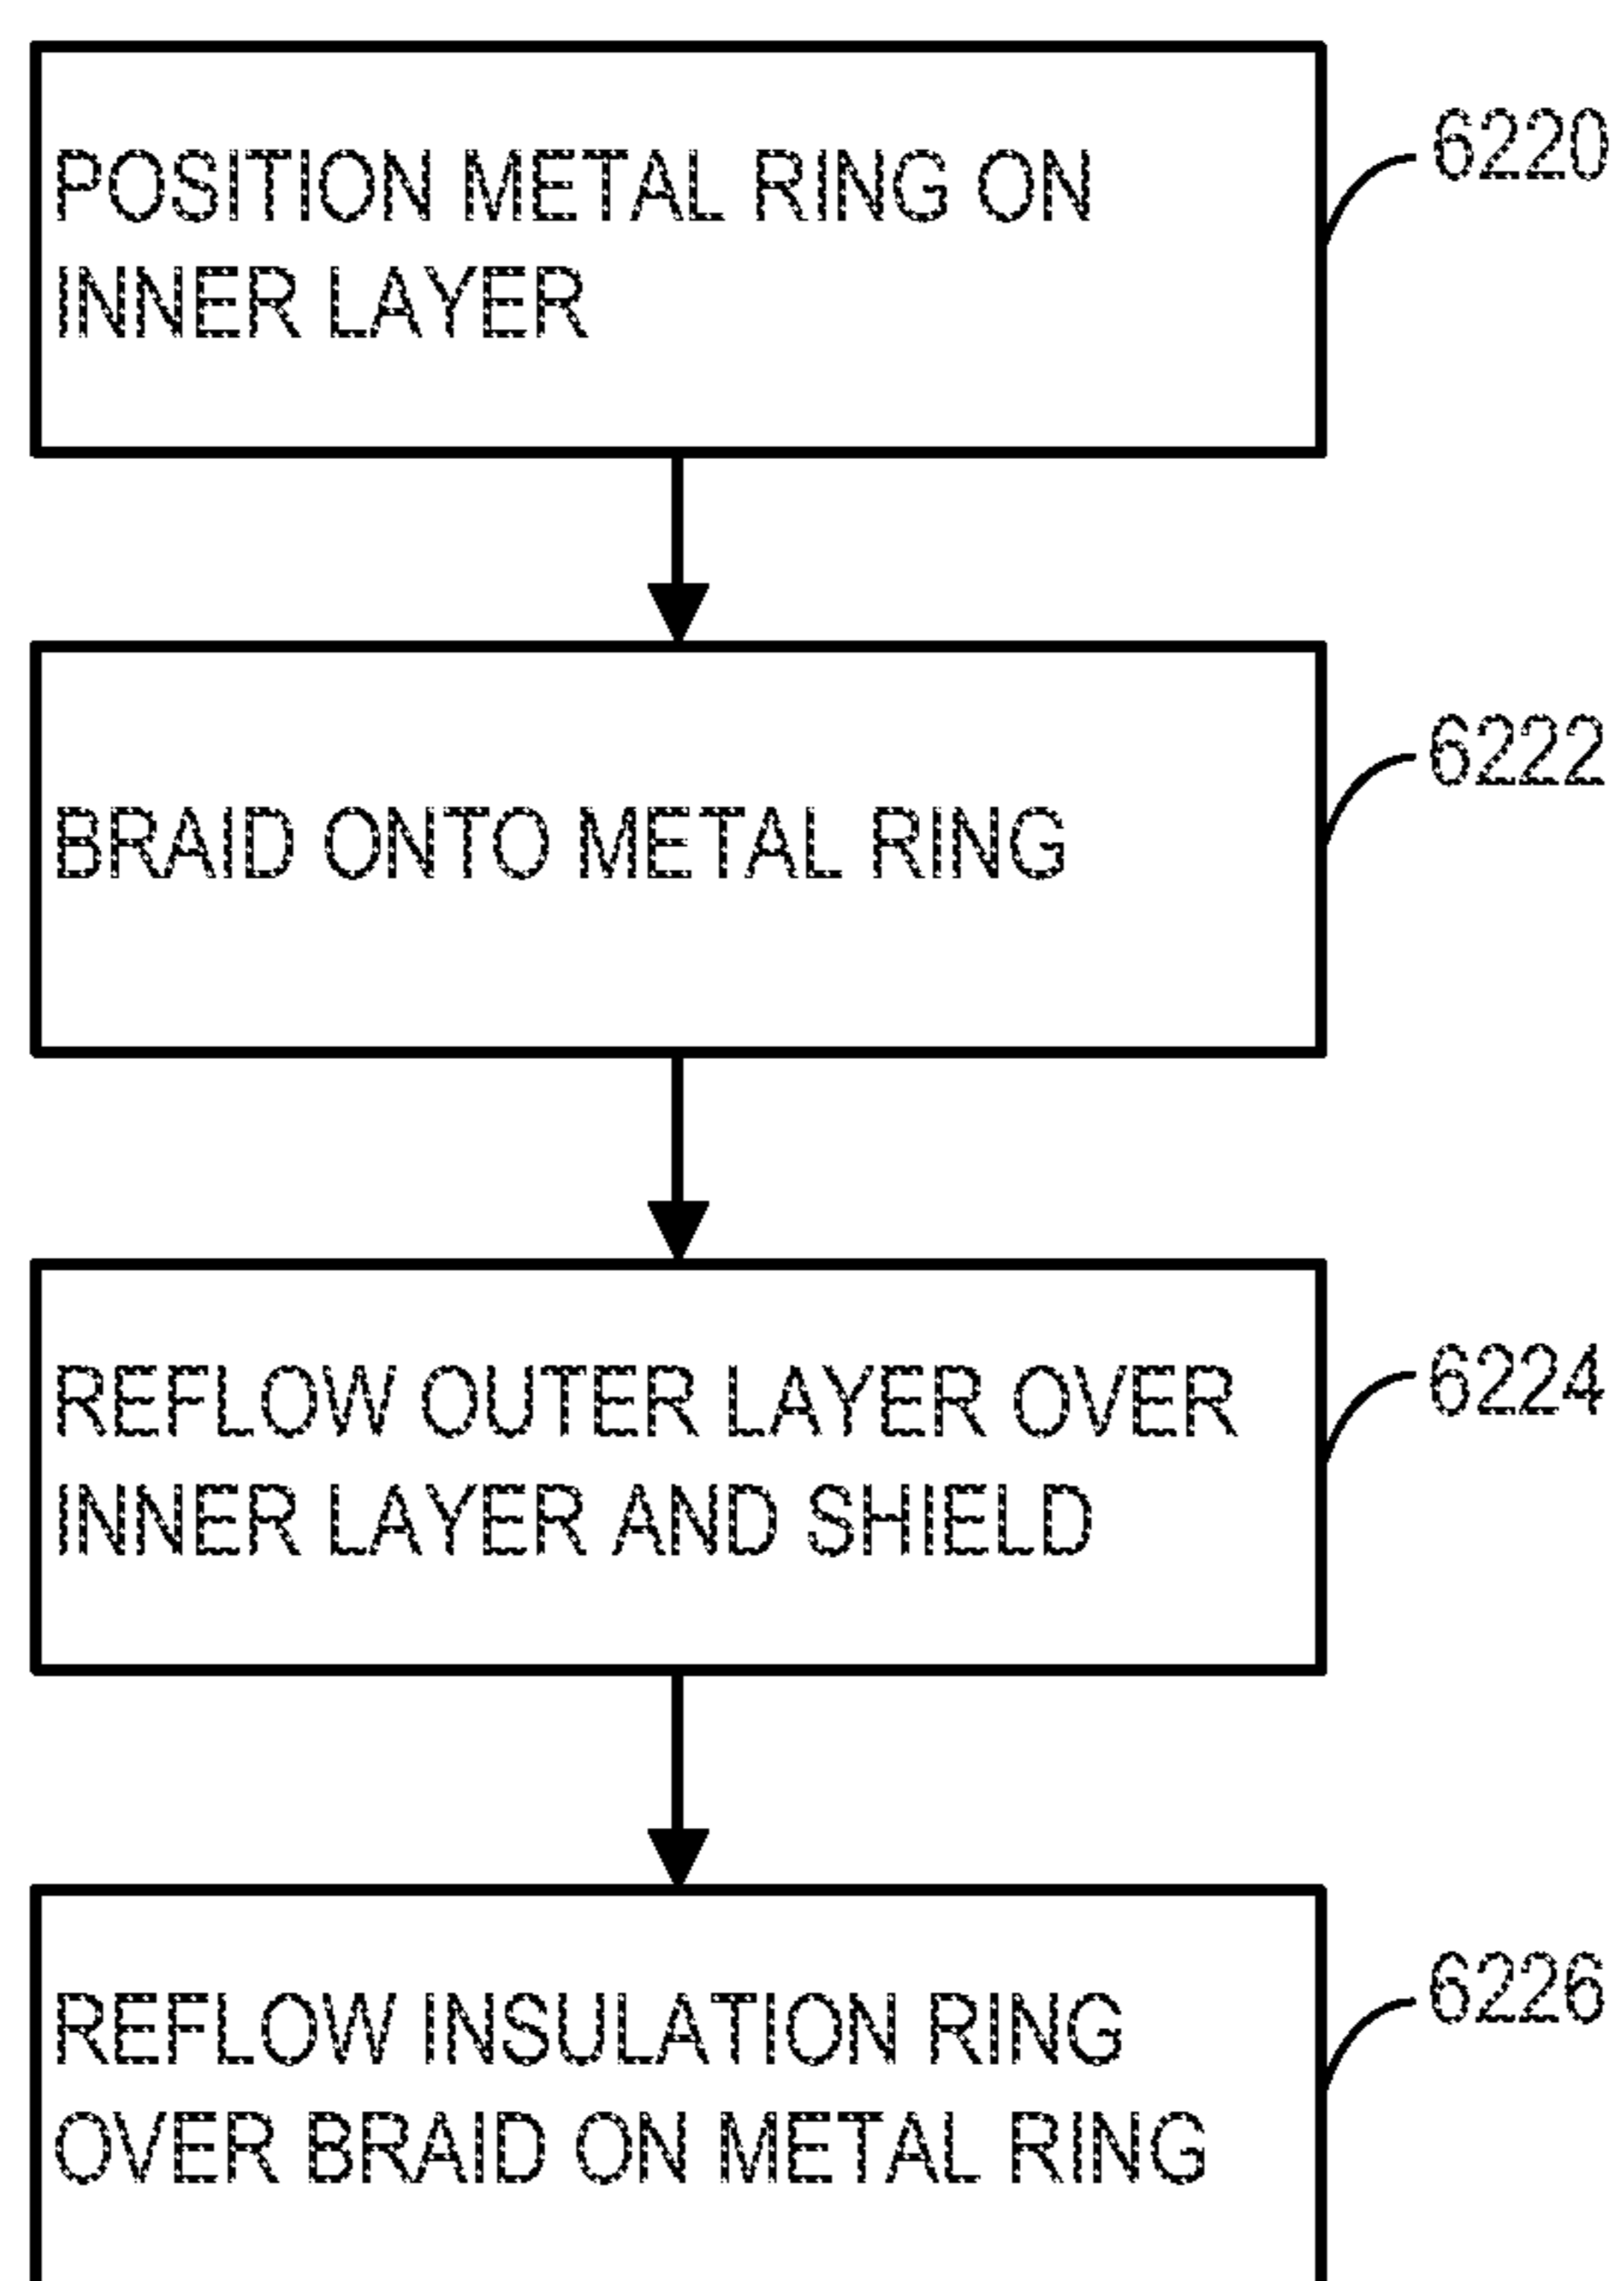 POSITION METAL RING ON
INNER LAYER
6220
BRAID ONTO METAL RING
6222
REFLOW OUTER LAYER OVER
INNER LAYER AND SHIELD
6224
REFLOW INSULATION RING
OVER BRAID ON METAL RING
6226